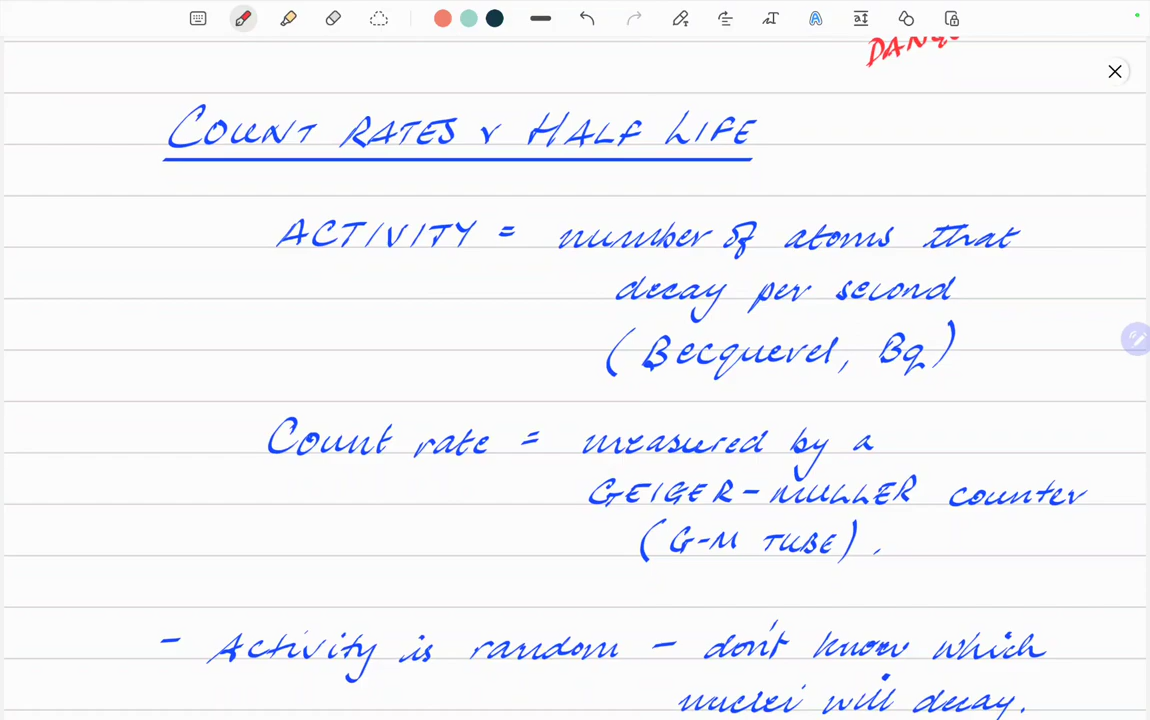 DANG
COUNT RATES & HALF LIFE
ACTIVITY = number of atoms that
decay per second
(Becquerel, Bq)
Count rate = measured by a
GEIGER-MULLER counter
(G-M TUBE).
- Activity is random - don't know which
nuclei will decay.